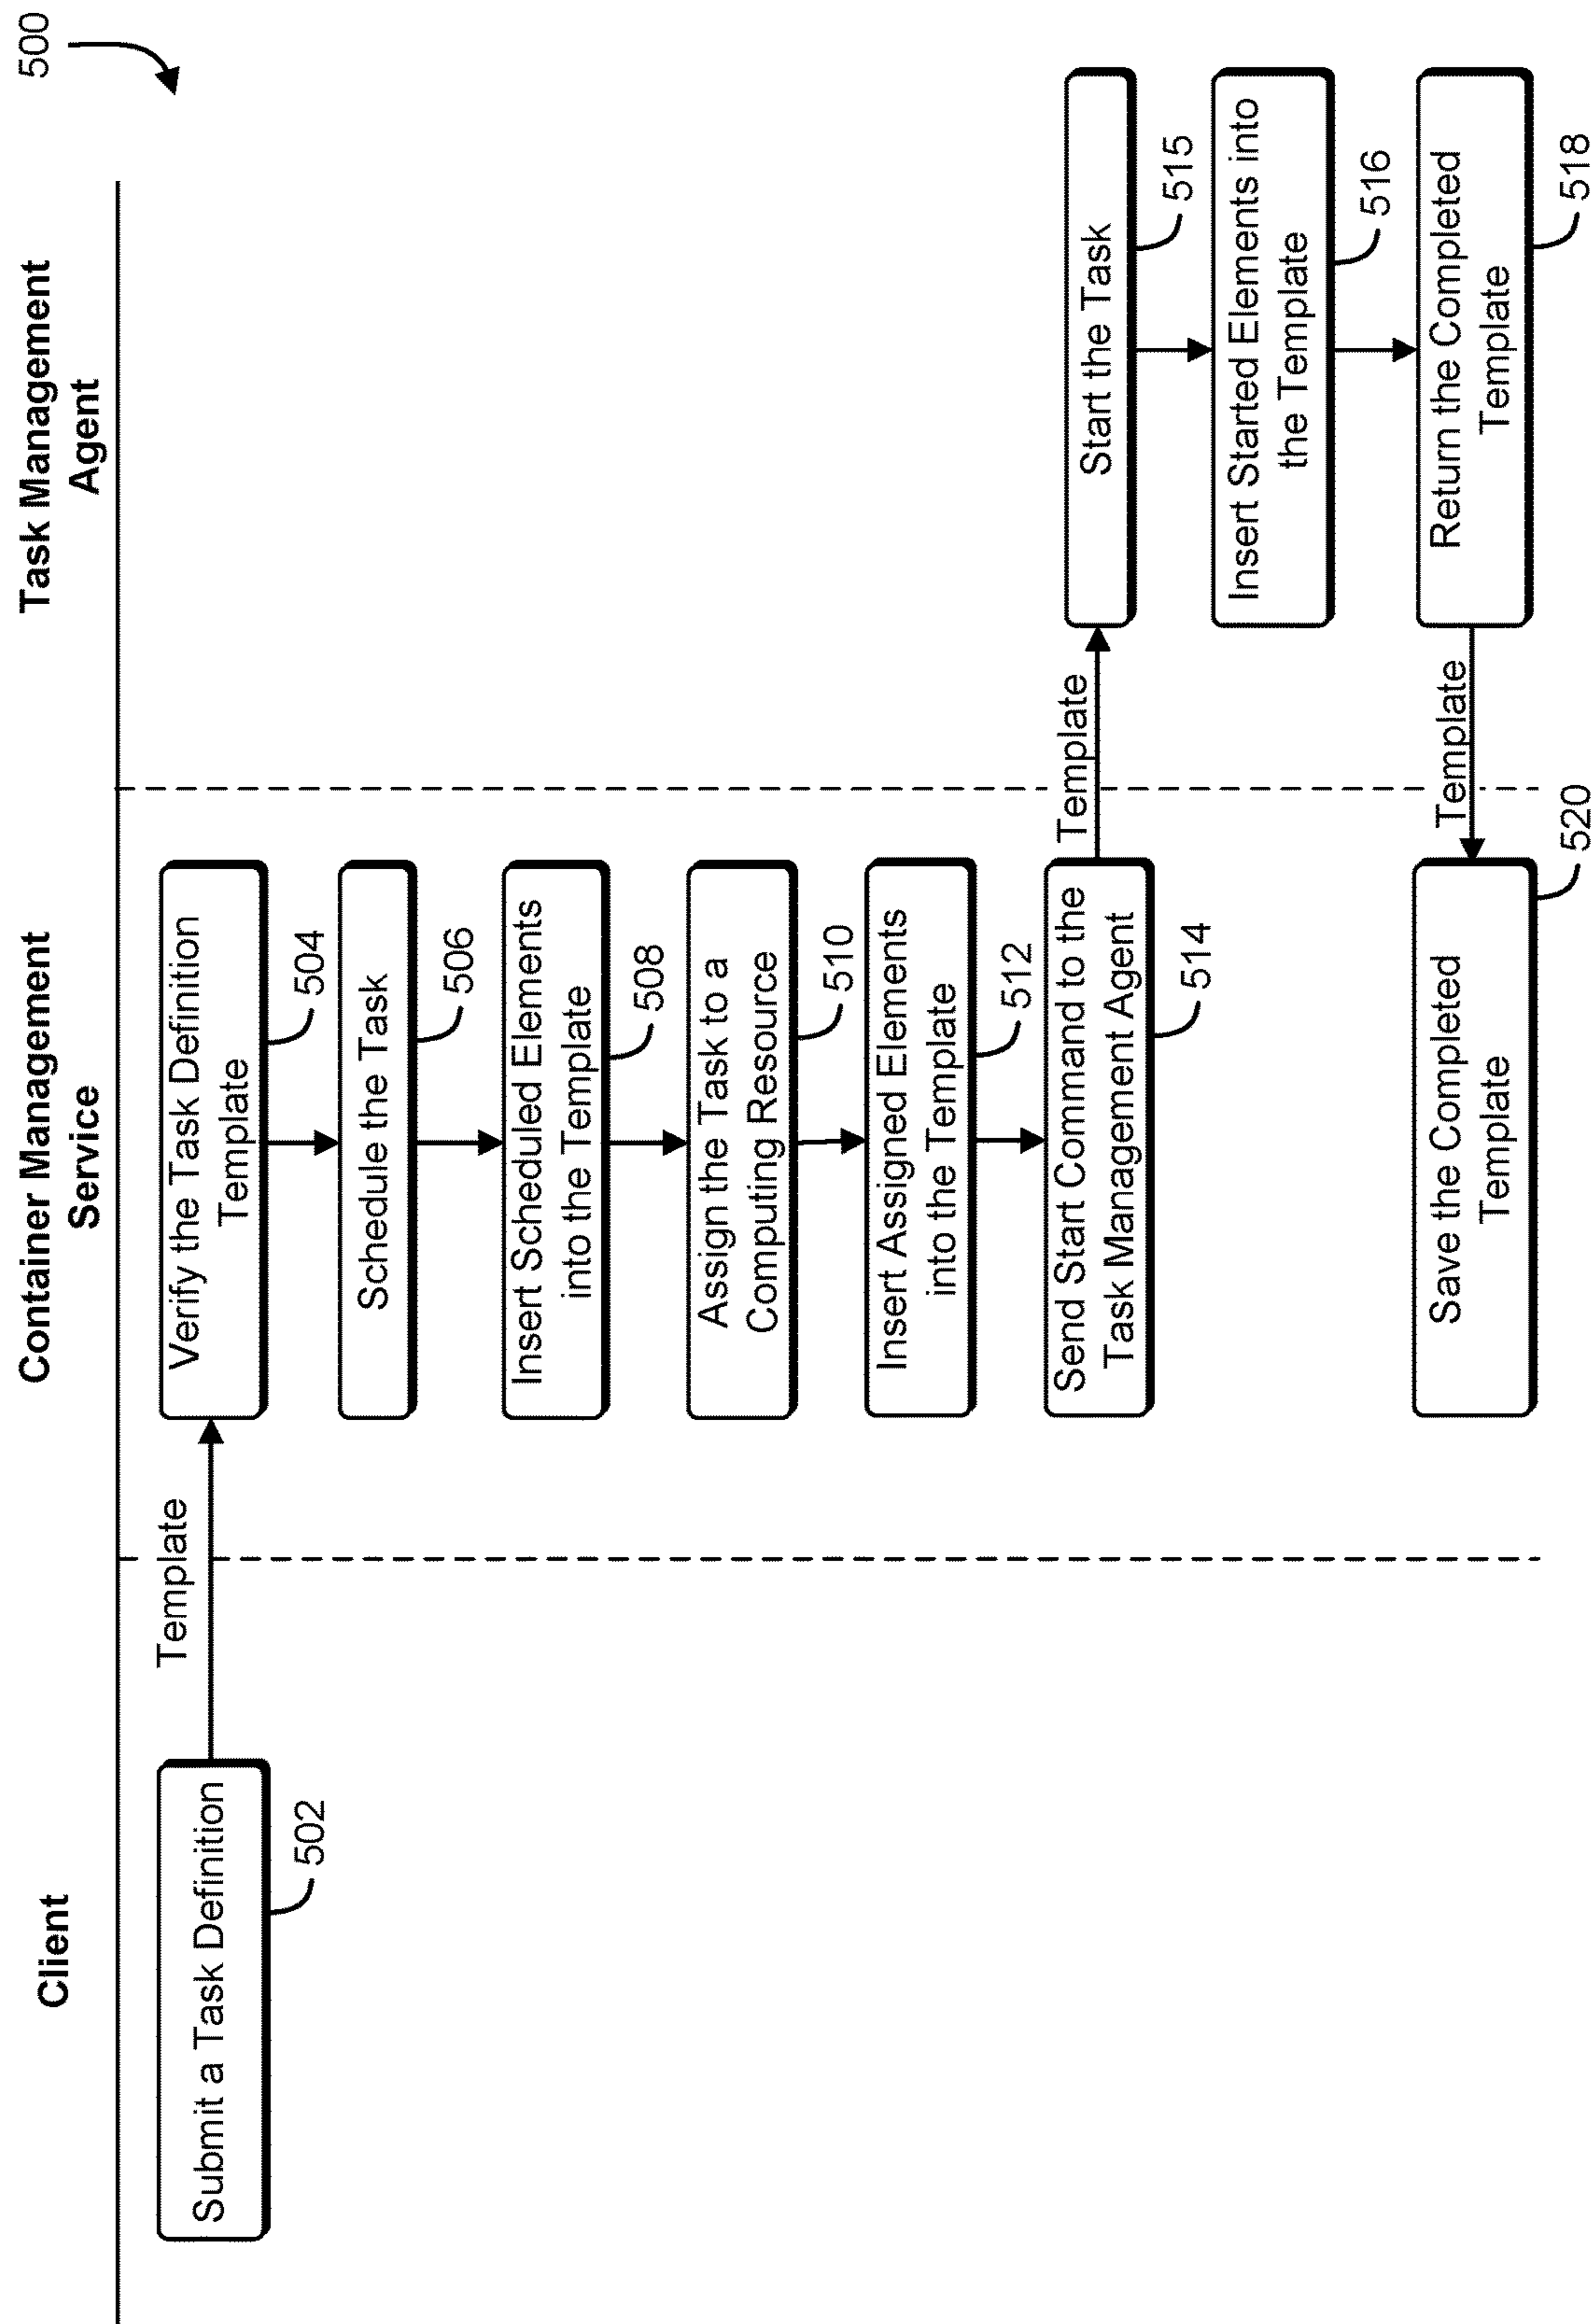 500
Client
Container Management
Service
Task Management
Agent
Submit a Task Definition
502
Template
Verify the Task Definition
Template
504
Schedule the Task
506
Insert Scheduled Elements
into the Template
508
Assign the Task to a
Computing Resource
510
Insert Assigned Elements
into the Template
512
Send Start Command to the
Task Management Agent
514
Template
Start the Task
515
Insert Started Elements into
the Template
516
Return the Completed
Template
518
Template
Save the Completed
Template
520